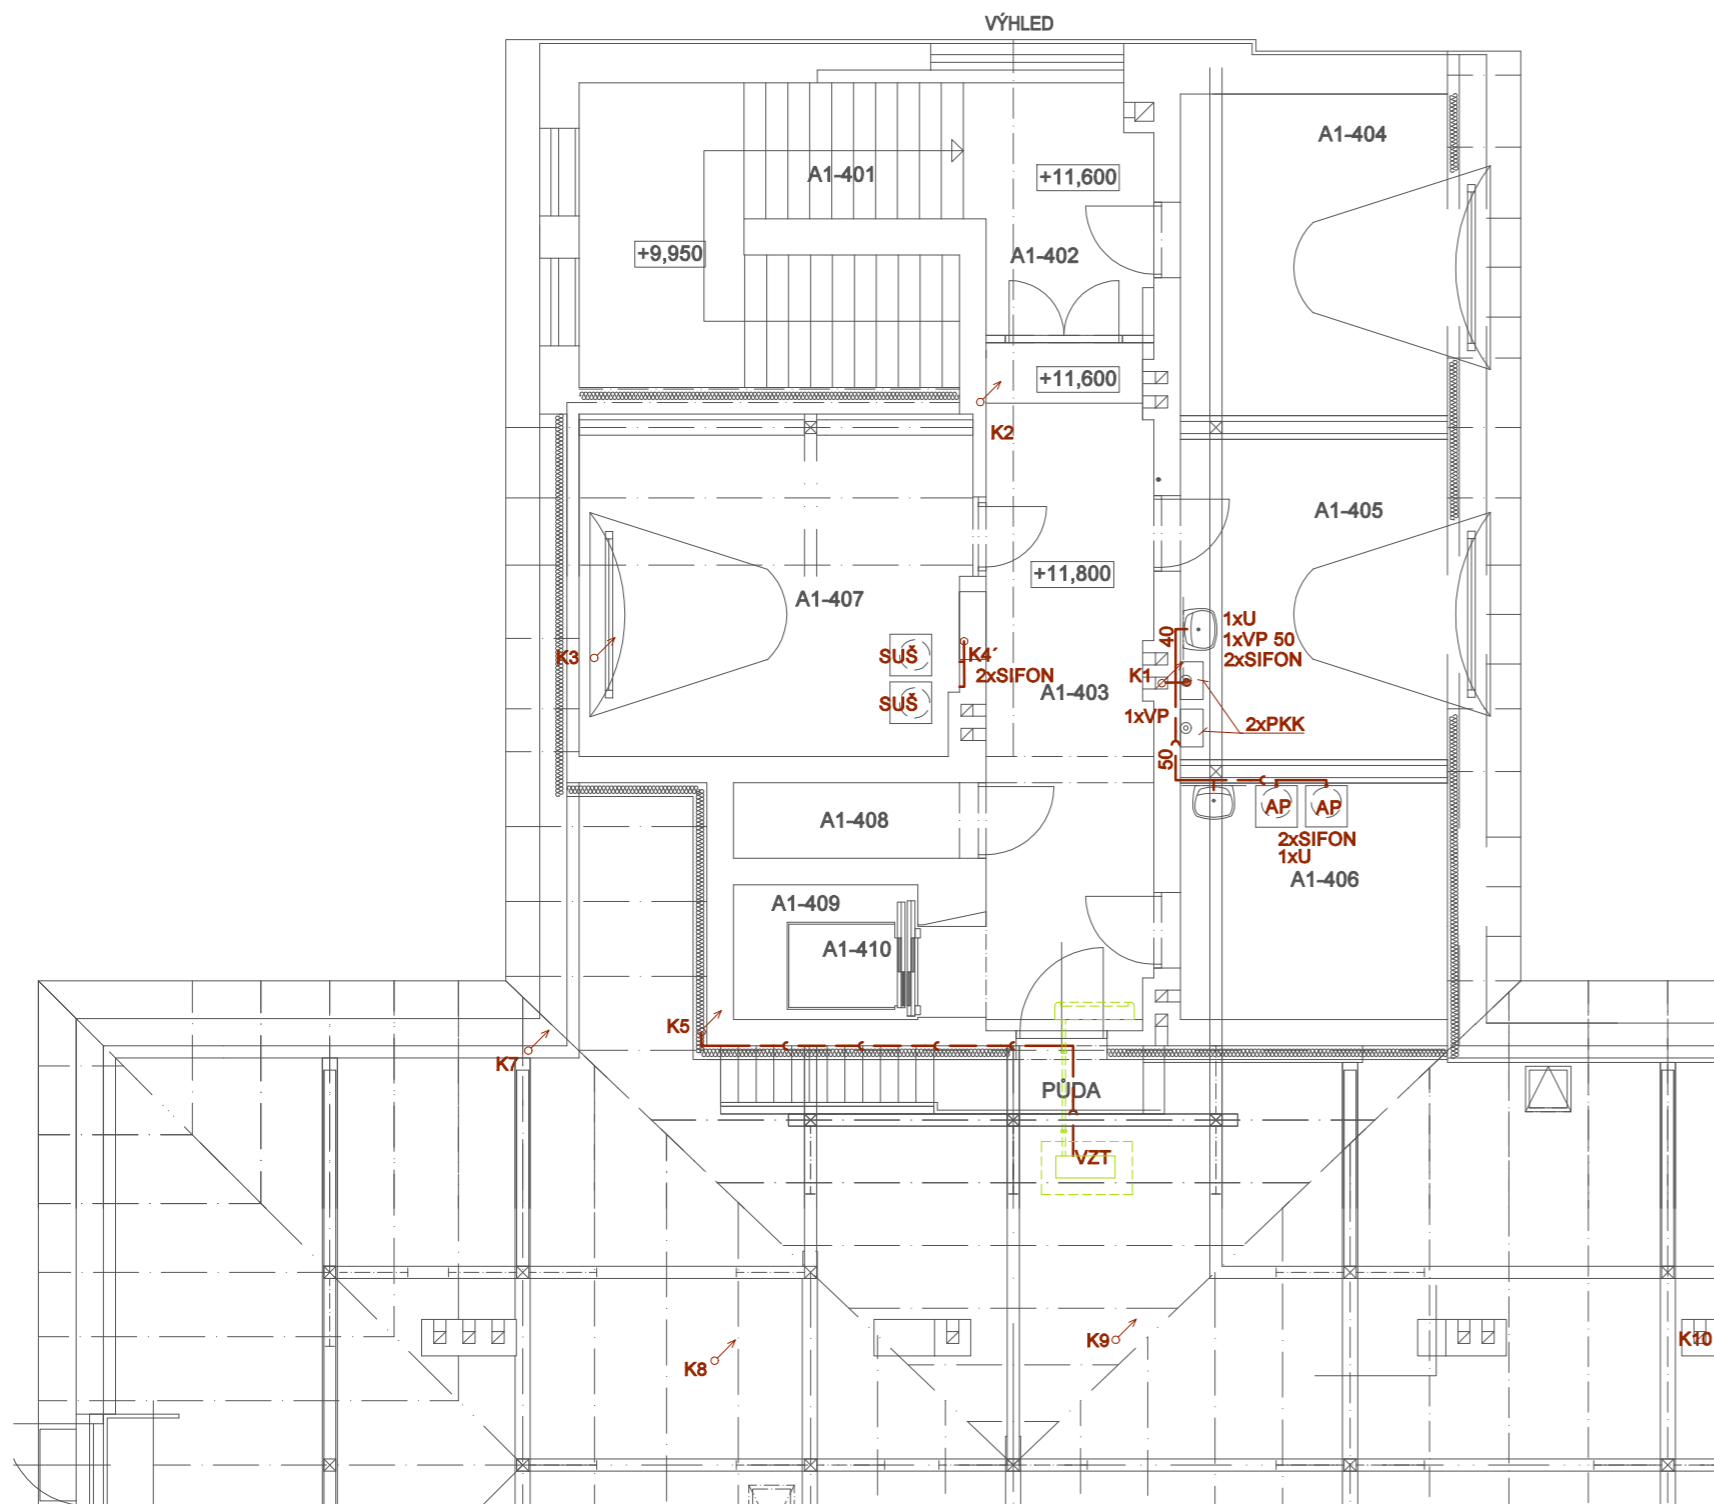 VÝHLED
A1-404
A1-401
+11,600
+9,950
A1-402
+11,600
K2
A1-405
+11,800
A1-407
40
1xU
1xVP 50
2xSIFON
K3
SUŠ
K4´
2xSIFON
K1
A1-403
SUŠ
1xVP
2xPKK
50
AP
AP
A1-408
2xSIFON
1xU
A1-406
A1-409
A1-410
K5
K7
PŮDA
VZT
K9
K8
K10